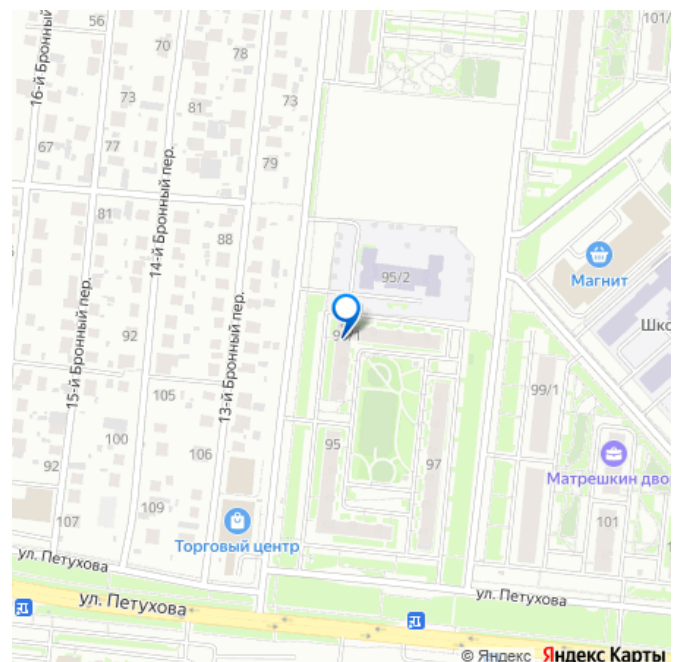 56
70
78
101/
16-й Бронный
73
81
73
67
77
79
14-й Бронный пер.
81
88
95/2
Магнит
15-й Бронный пер.
92
13-й Бронный пер.
Шко
105
99/1
100
106
95
97
92
Матрешкин дво
107
109
101
Торговый центр
ул. Петухова
ул. Петухова
ул. Петухова
© Яндекс Яндекс Карты